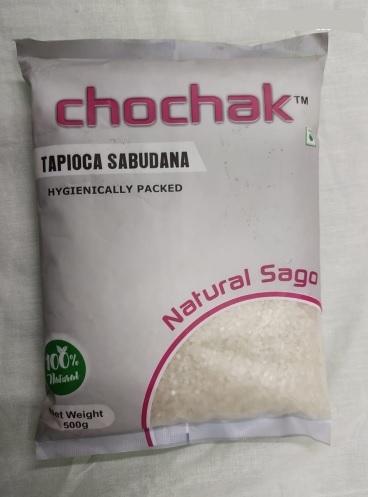 chochak™
TAPIOCA SABUDANA
HYGIENICALLY PACKED
Natural Sago
100%
Natural
Net Weight
500g